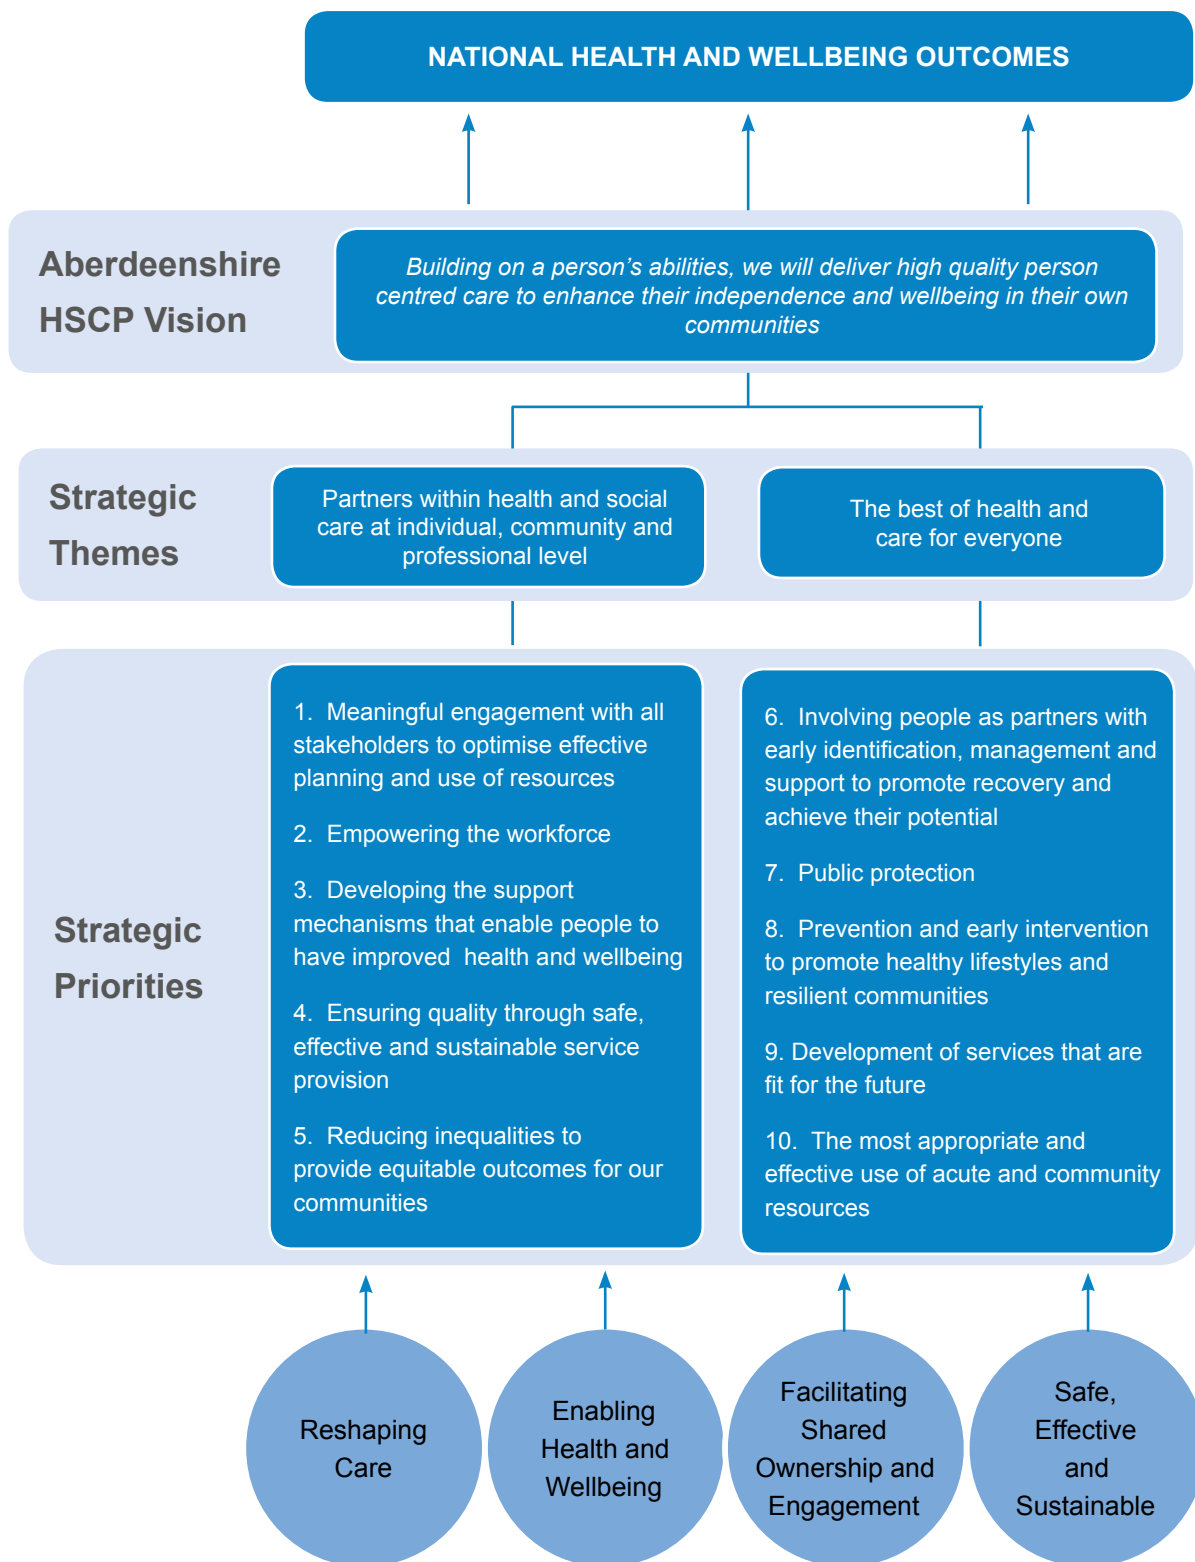 NATIONAL HEALTH AND WELLBEING OUTCOMES
Aberdeenshire
HSCP Vision
Building on a person's abilities, we will deliver high quality person
centred care to enhance their independence and wellbeing in their own
communities
Strategic
Themes
Partners within health and social
care at individual, community and
professional level
The best of health and
care for everyone
Strategic
Priorities
1.  Meaningful engagement with all
stakeholders to optimise effective
planning and use of resources
2.  Empowering the workforce
3.  Developing the support
mechanisms that enable people to
have improved  health and wellbeing
4.  Ensuring quality through safe,
effective and sustainable service
provision
5.  Reducing inequalities to
provide equitable outcomes for our
communities
6.  Involving people as partners with
early identification, management and
support to promote recovery and
achieve their potential
7.  Public protection
8.  Prevention and early intervention
to promote healthy lifestyles and
resilient communities
9. Development of services that are
fit for the future
10.  The most appropriate and
effective use of acute and community
resources
Reshaping
Care
Enabling
Health and
Wellbeing
Facilitating
Shared
Ownership and
Engagement
Safe,
Effective
and
Sustainable